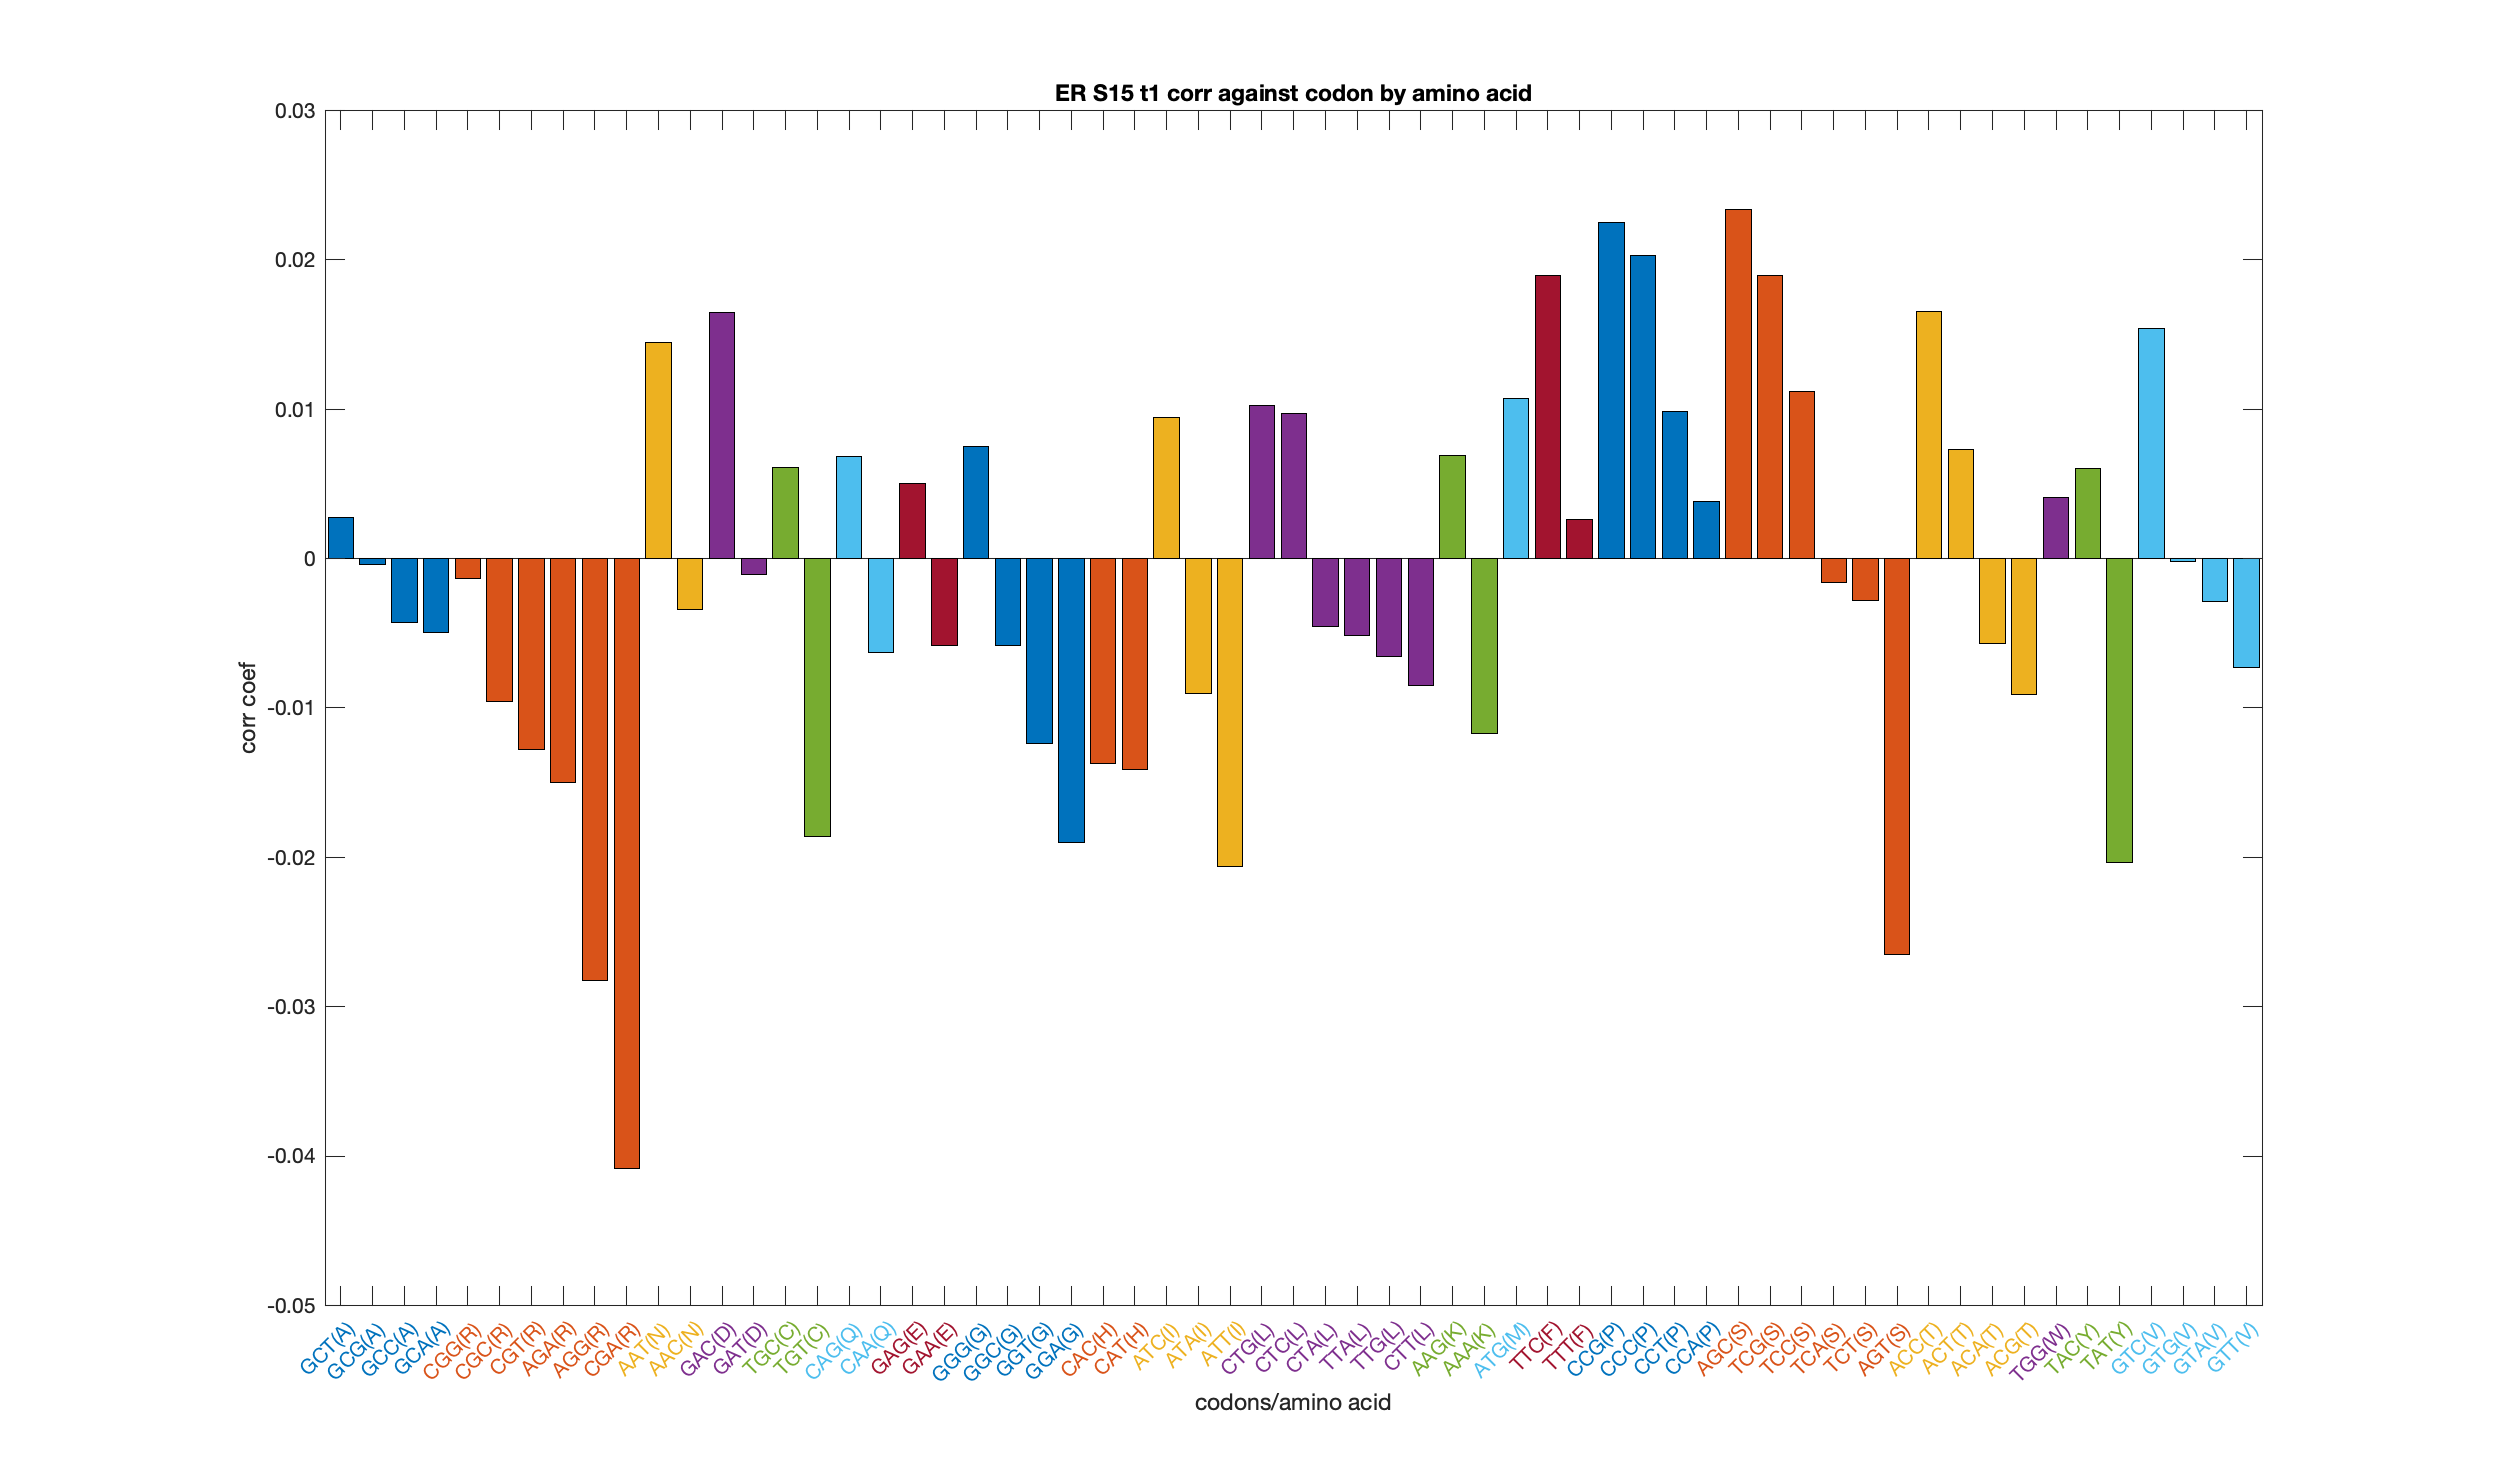 ER S15 t1 corr against codon by amino acid
0.03
0.02
0.01
0
-0.01
-0.02
-0.03
-0.04
-0.05
corr coef
GCT(A) GCG(A) GCC(A) GCA(A) CGG(R) CGC(R) CGT(R) AGA(R) AGG(R) CGA(R) AAT(N) AAC(N) GAC(D) GAT(D) TGC(C) TGT(C) CAG(Q) CAA(Q) GAG(E) GAA(E) GGG(G) GGC(G) GGT(G) GGA(G) CAC(H) CAT(H) ATC(I) ATA(I) ATT(I) CTG(L) CTC(L) CTA(L) TTA(L) TTG(L) CTT(L) AAG(K) AAA(K) ATG(M) TTC(F) TTT(F) CCG(P) CCC(P) CCT(P) CCA(P) AGC(S) TCG(S) TCC(S) TCA(S) TCT(S) AGT(S) ACC(T) ACT(T) ACA(T) ACG(T) TGG(W) TAC(Y) TAT(Y) GTC(V) GTG(V) GTA(V) GTT(V)
codons/amino acid